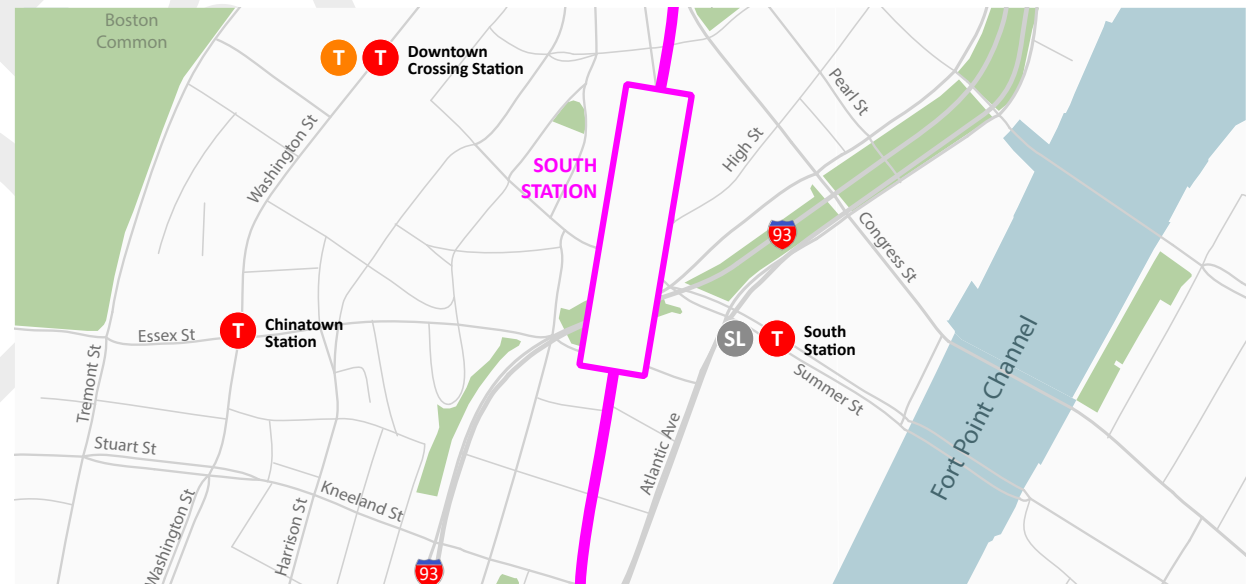 Boston
Common
T
T
Downtown
Crossing Station
Pearl St
Washington St
High St
SOUTH
STATION
93
Congress St
Essex St
T
Chinatown
Station
SL
T
South
Station
Tremont St
Summer St
Fort Point Channel
Atlantic Ave
Stuart St
Kneeland St
Washington St
Harrison St
93